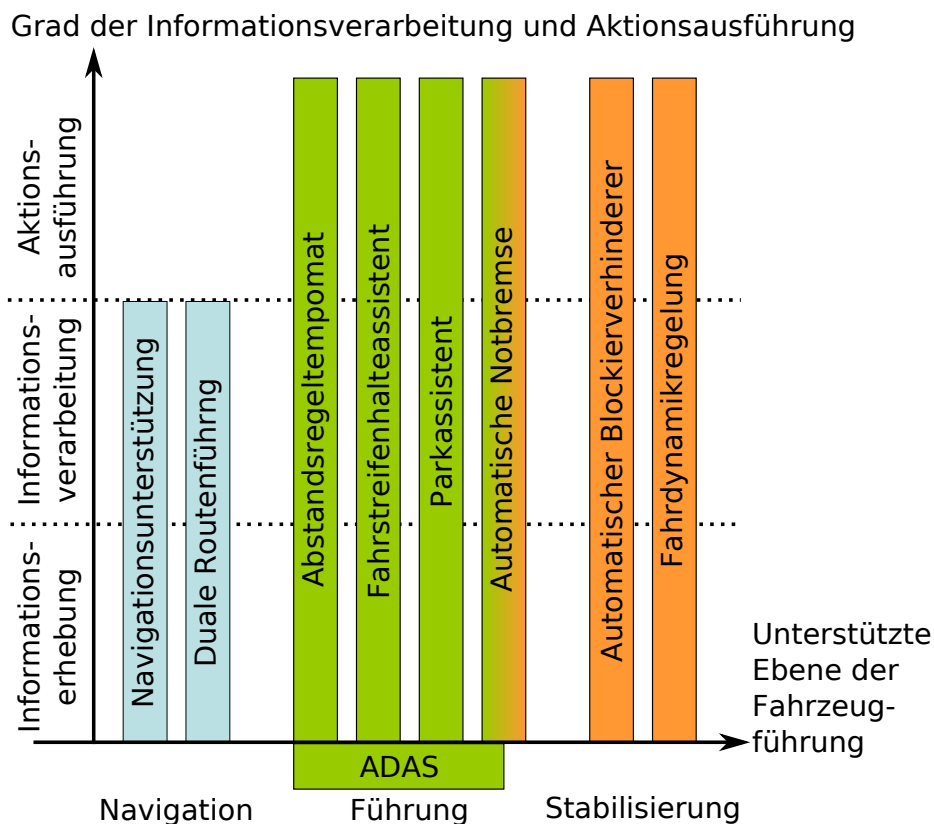 Grad der Informationsverarbeitung und Aktionsausführung
Aktions-
ausführung
Informations-
verarbeitung
Informations-
erhebung
Navigationsunterstützung
Duale Routenführng
Abstandsregeltempomat
Fahrstreifenhalteassistent
Parkassistent
Automatische Notbremse
Automatischer Blockierverhinderer
Fahrdynamikregelung
Unterstützte
Ebene der
Fahrzeug-
führung
ADAS
Navigation
Führung
Stabilisierung